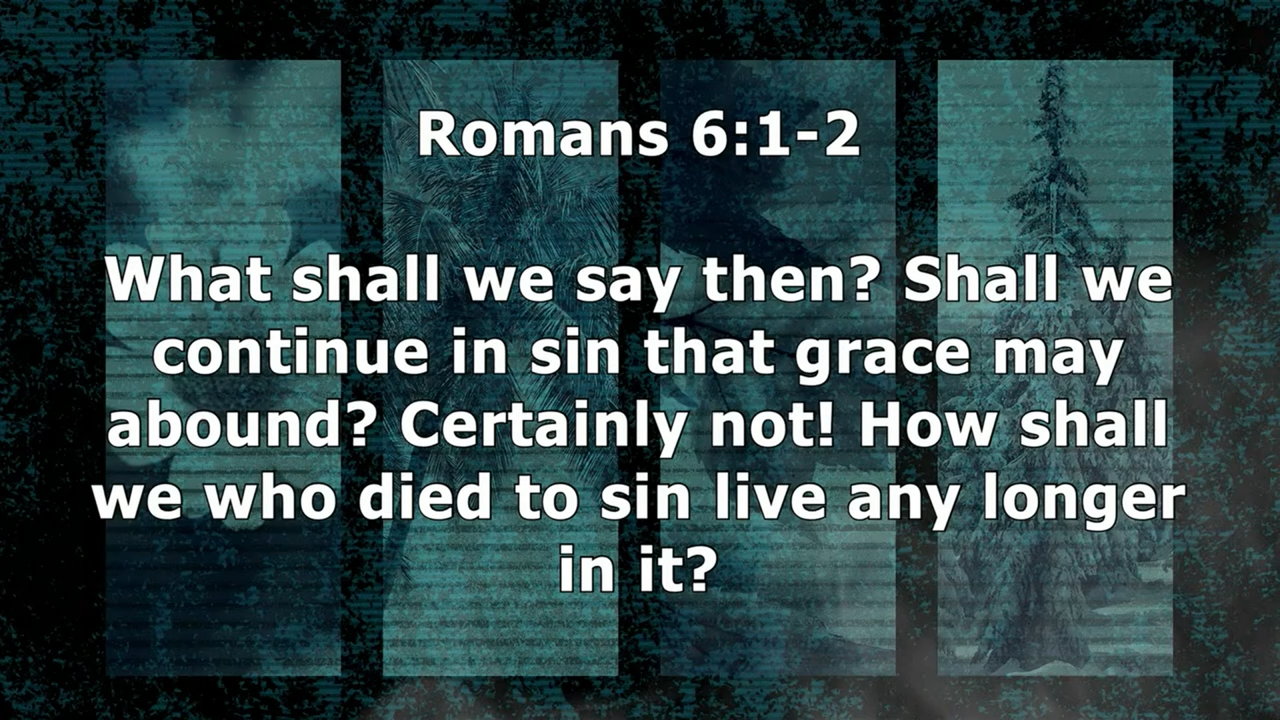 Romans 6:1-2
What shall we say then? Shall we
continue in sin that grace may
abound? Certainly not! How shall
we who died to sin live any longer
in it?